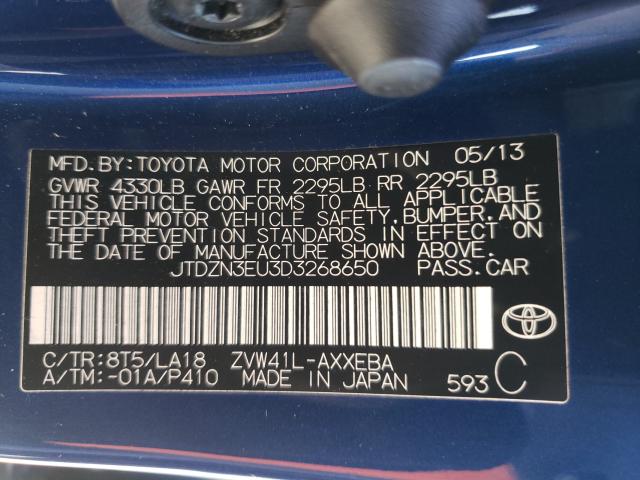 MFD.BY:TOYOTA MOTOR CORPORATION 05/13
GVWR 4330LB GAWR FR 2295LB RR 2295LB
THIS VEHICLE CONFORMS TO ALL APPLICABLE
FEDERAL MOTOR VEHICLE SAFETY, BUMPER, AND
THEFT PREVENTION STANDARDS IN EFFECT ON
THE DATE OF MANUFACTURE SHOWN ABOVE.
JTDZN3EU3D3268650 PASS.CAR
C/TR:8T5/LA18 ZVW41L-AXXEBA
A/TM:-01A/P410 MADE IN JAPAN 593 C